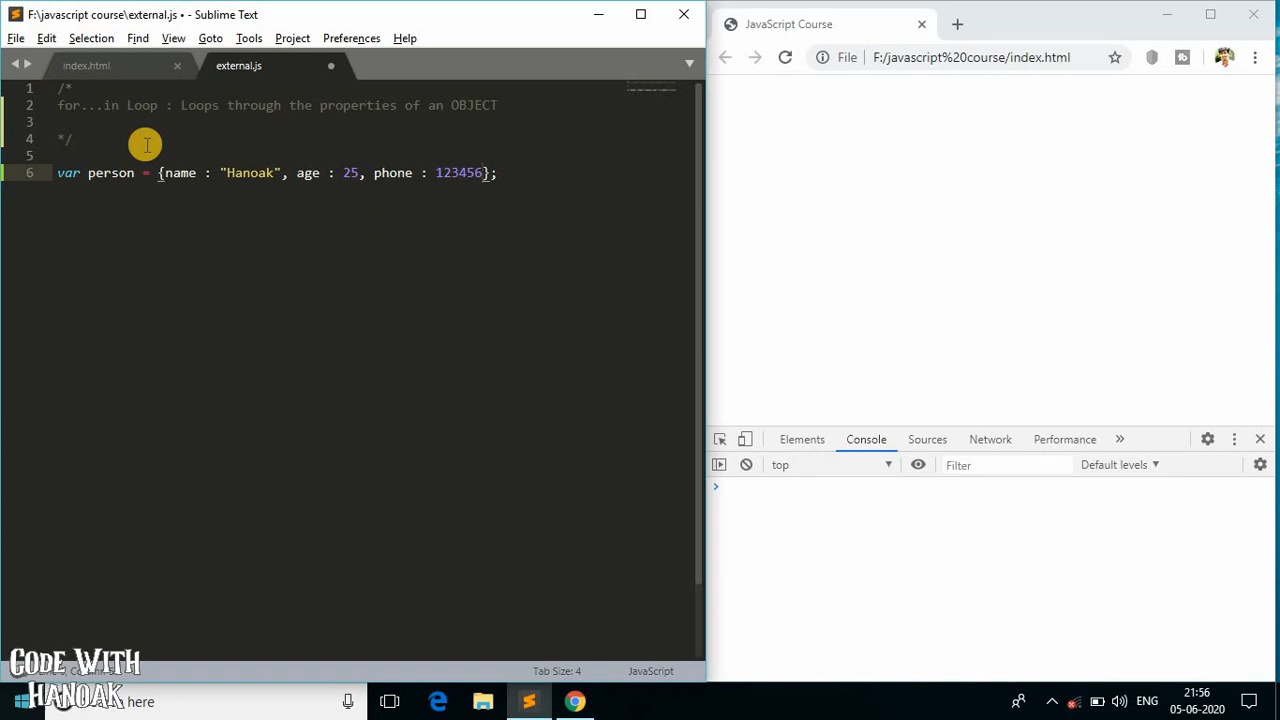 F:\javascript course\external.js • - Sublime Text
File Edit Selection Find View Goto Tools Project Preferences Help
index.html
external.js
1 /*
2 for...in Loop : Loops through the properties of an OBJECT
3
4 */
5
6 var person = {name : "Hanoak", age : 25, phone : 123456};
Tab Size: 4
JavaScript
JavaScript Course
File F:/javascript%20course/index.html
Elements Console Sources Network Performance
top
Filter
Default levels
CODE WITH
HANOAK
here
ENG
21:56
05-06-2020